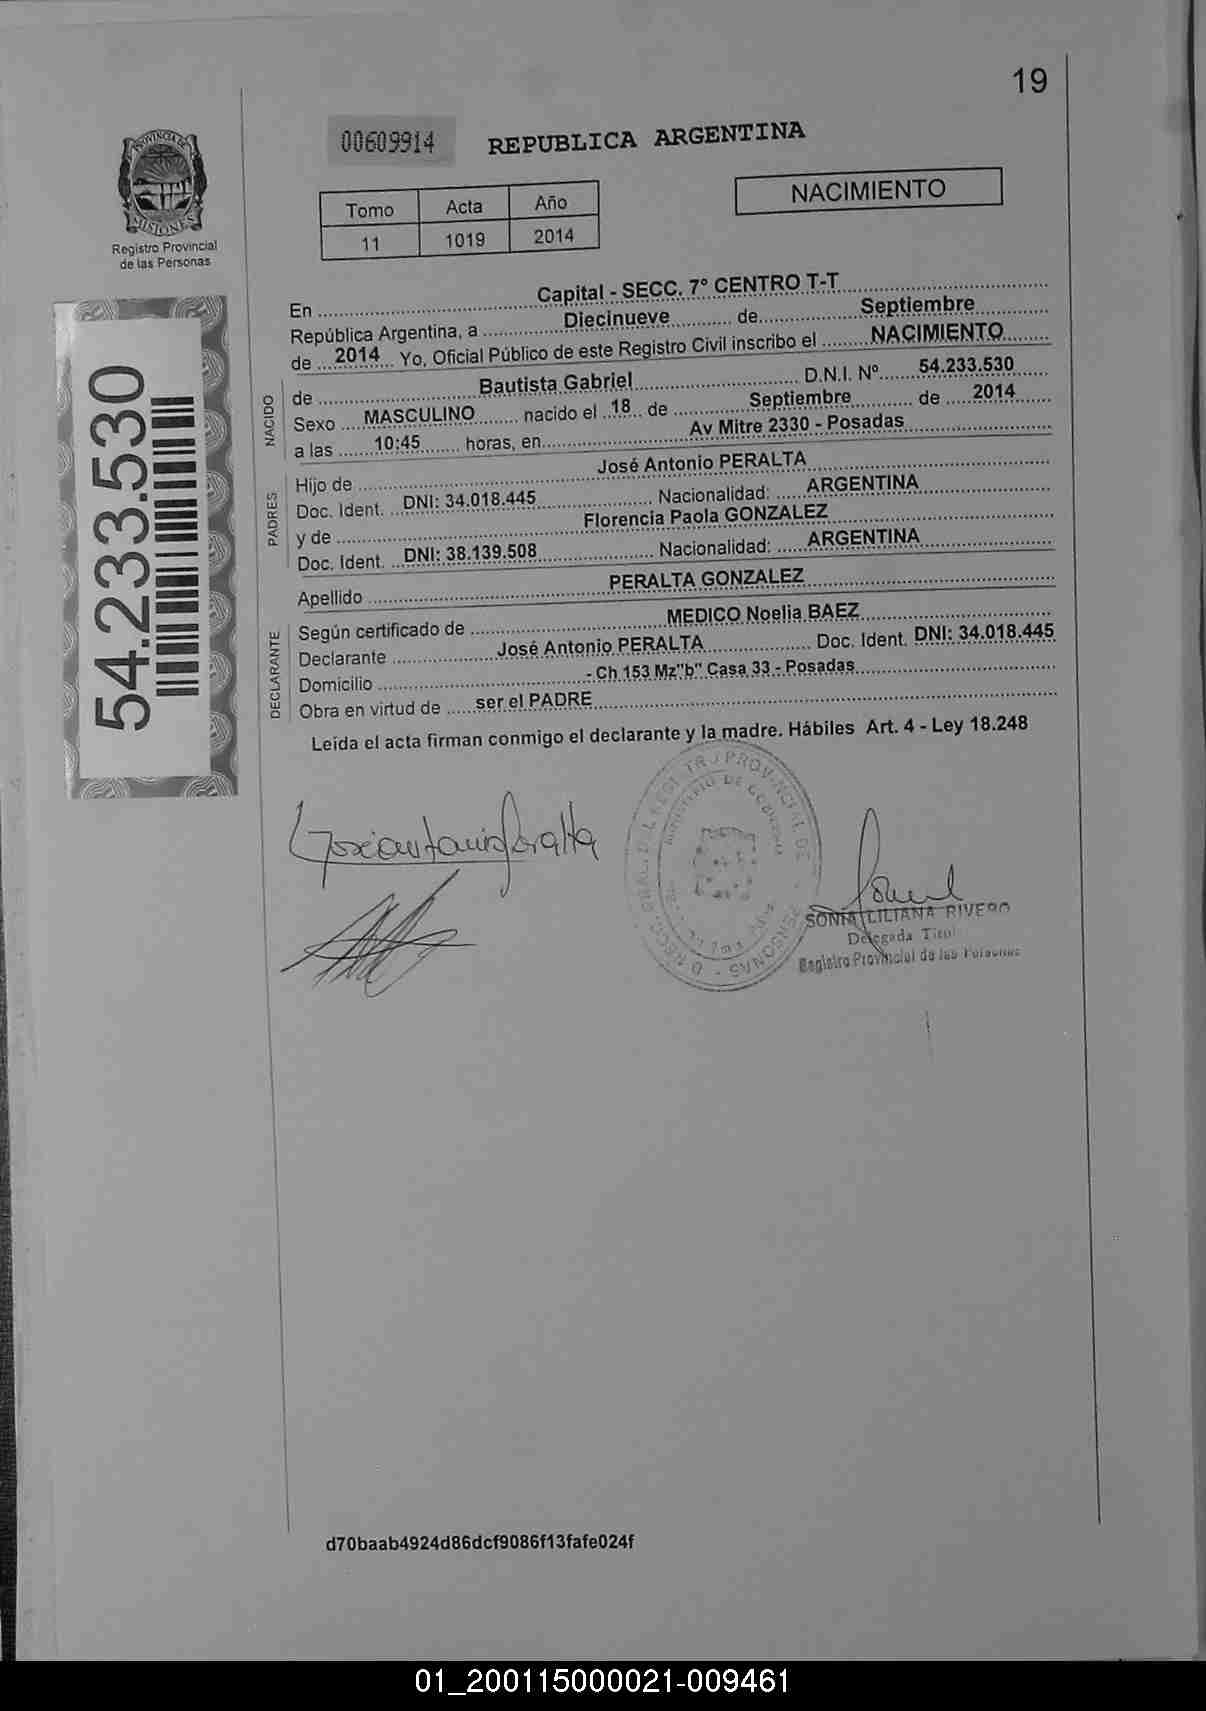 19
00609914 REPUBLICA ARGENTINA
NACIMIENTO
Tomo Acta Año
11 1019 2014
PROVINCIA DE
MISIONES
Registro Provincial
de las Personas
54.233.530
En Capital - SECC. 7° CENTRO T-T
República Argentina, a Diecinueve de Septiembre
de 2014 Yo, Oficial Público de este Registro Civil inscribo el NACIMIENTO
NACIDO
de Bautista Gabriel D.N.I. Nº 54.233.530
Sexo MASCULINO nacido el 18 de Septiembre de 2014
a las 10:45 horas, en Av Mitre 2330 - Posadas
PADRES
Hijo de José Antonio PERALTA
Doc. Ident. DNI: 34.018.445 Nacionalidad: ARGENTINA
y de Florencia Paola GONZALEZ
Doc. Ident. DNI: 38.139.508 Nacionalidad: ARGENTINA
Apellido PERALTA GONZALEZ
DECLARANTE
Según certificado de MEDICO Noelia BAEZ
Declarante José Antonio PERALTA Doc. Ident. DNI: 34.018.445
Domicilio - Ch 153 Mz"b" Casa 33 - Posadas
Obra en virtud de ser el PADRE
Leída el acta firman conmigo el declarante y la madre. Hábiles Art. 4 - Ley 18.248
José Antonio Peralta
SONIA LILIANA RIVERO
Delegada Titul
Registro Provincial de las Personas
d70baab4924d86dcf9086f13fafe024f
01_200115000021-009461